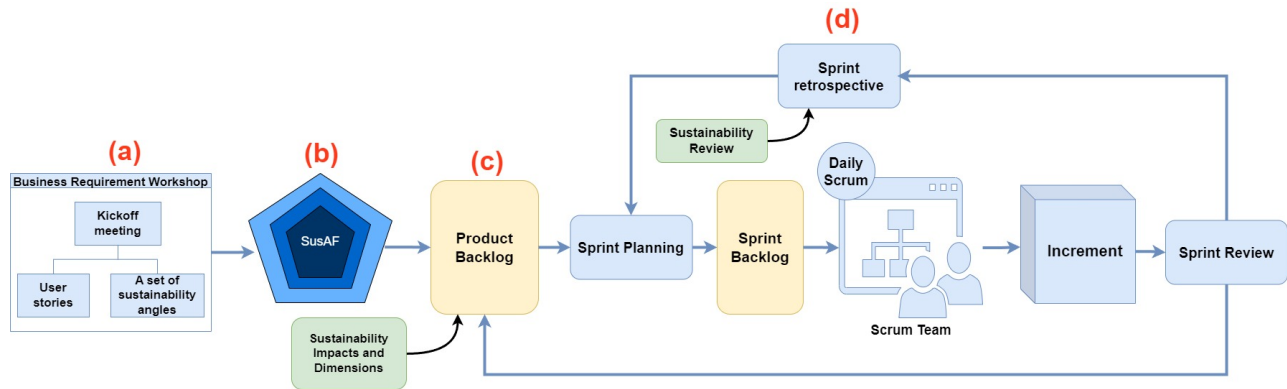 (a)
Business Requirement Workshop
Kickoff
meeting
User
stories
A set of
sustainability
angles
(b)
SusAF
(c)
Product
Backlog
Sustainability
Impacts and
Dimensions
Sprint Planning
(d)
Sprint
retrospective
Sustainability
Review
Sprint
Backlog
Daily
Scrum
Scrum Team
Increment
Sprint Review